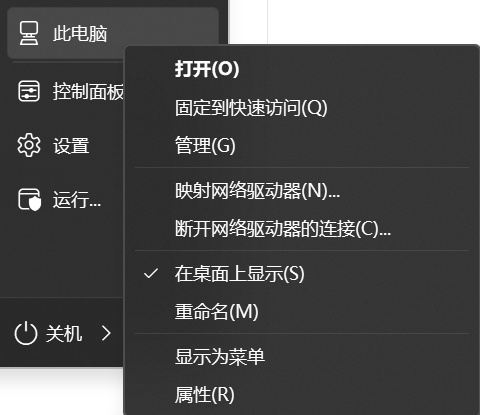 此电脑
控制面板
设置
运行...
关机
打开(O)
固定到快速访问(Q)
管理(G)
映射网络驱动器(N)...
断开网络驱动器的连接(C)...
在桌面上显示(S)
重命名(M)
显示为菜单
属性(R)